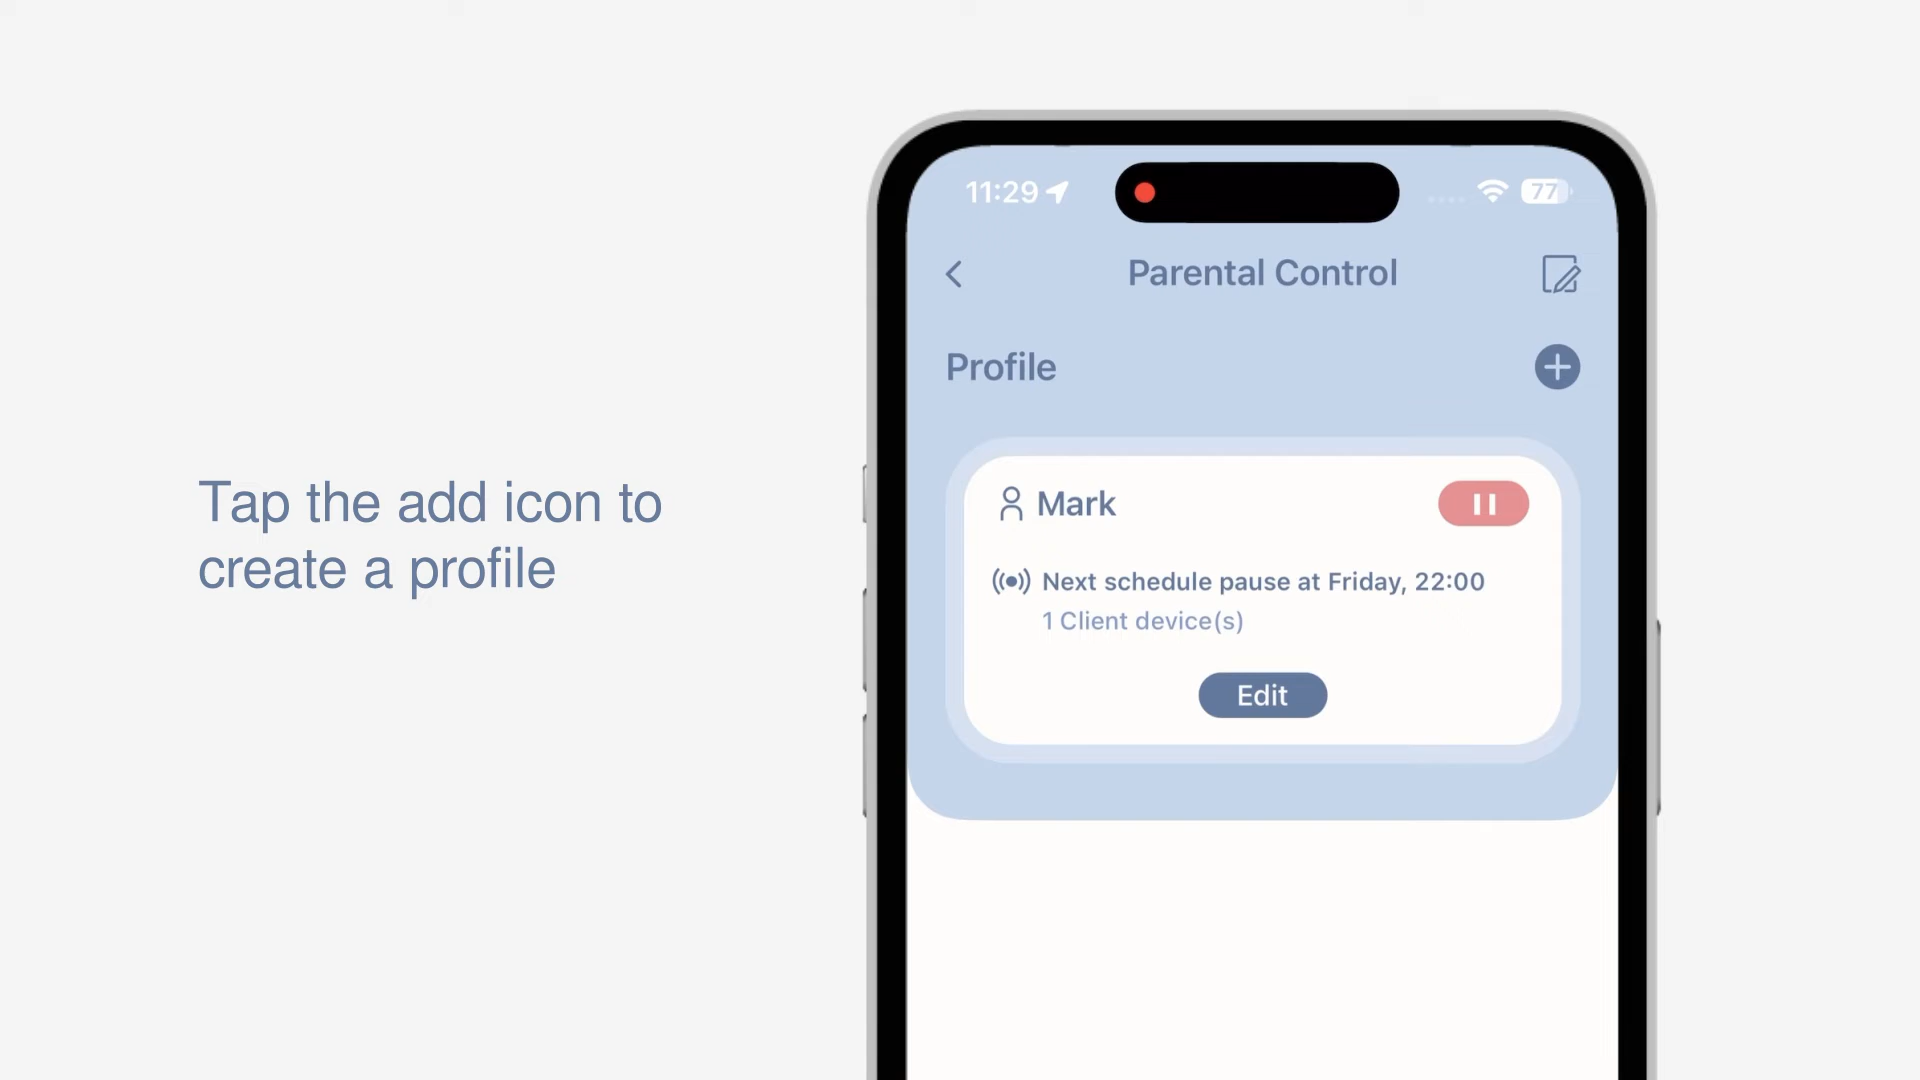 Tap the add icon to
create a profile
11:29
77
Parental Control
Profile
Mark
Next schedule pause at Friday, 22:00
1 Client device(s)
Edit